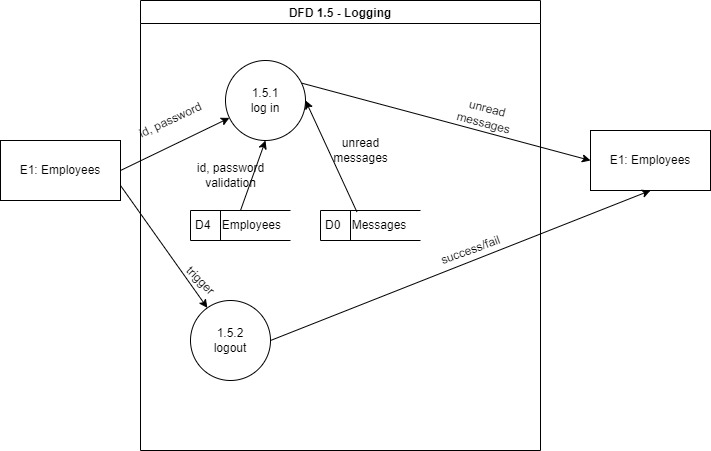 DFD 1.5 - Logging
1.5.1
log in
id, password
unread
messages
unread
messages
E1: Employees
E1: Employees
id, password
validation
D4 Employees
D0 Messages
success/fail
trigger
1.5.2
logout